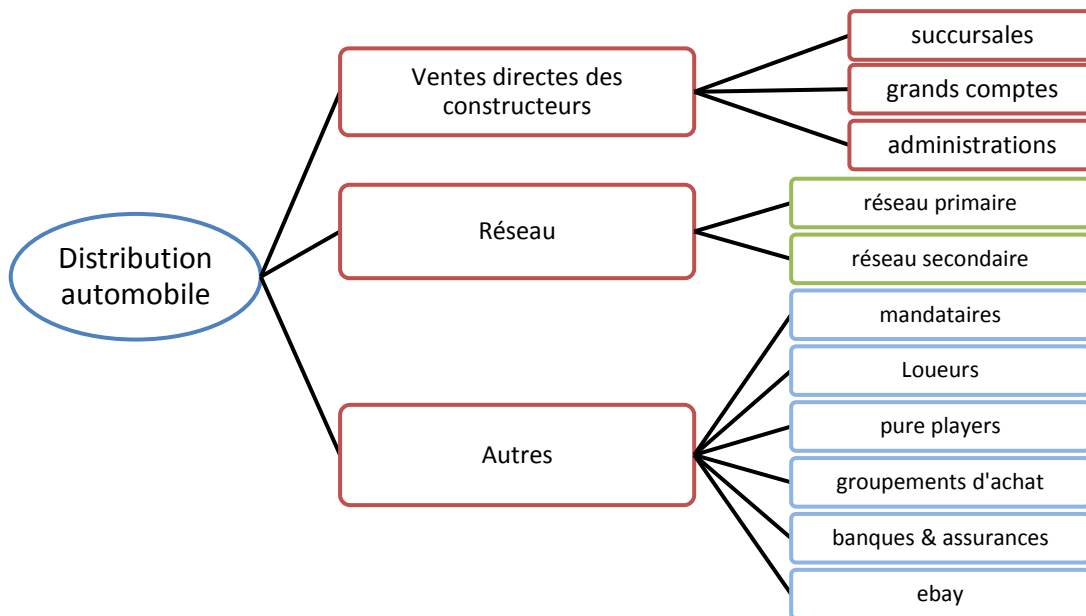 Distribution
automobile
Ventes directes des
constructeurs
succursales
grands comptes
administrations
Réseau
réseau primaire
réseau secondaire
Autres
mandataires
Loueurs
pure players
groupements d'achat
banques & assurances
ebay